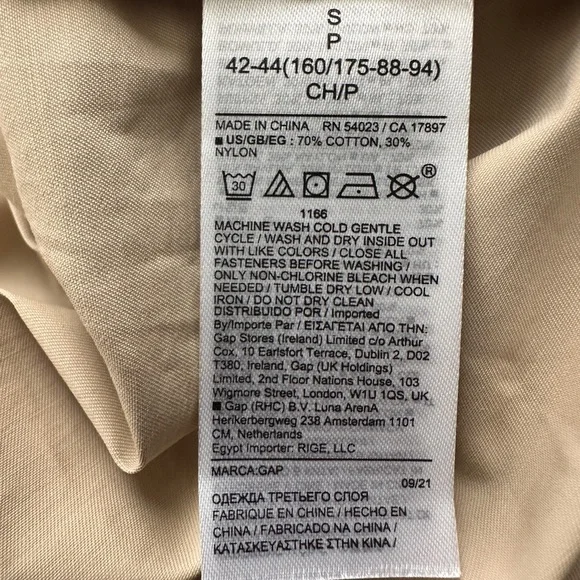 S
P
42-44(160/175-88-94)
CH/P
MADE IN CHINA RN 54023 / CA 17897
■ US/GB/EG : 70% COTTON, 30%
NYLON
30
®
1166
MACHINE WASH COLD GENTLE
CYCLE / WASH AND DRY INSIDE OUT
WITH LIKE COLORS / CLOSE ALL
FASTENERS BEFORE WASHING /
ONLY NON-CHLORINE BLEACH WHEN
NEEDED / TUMBLE DRY LOW / COOL
IRON / DO NOT DRY CLEAN
DISTRIBUIDO POR / Imported
By/Importe Par / ΕΙΣΑΓΕΤΑΙ ΑΠΟ ΤΗΝ:
Gap Stores (Ireland) Limited c/o Arthur
Cox, 10 Earlsfort Terrace, Dublin 2, D02
T380, Ireland, Gap (UK Holdings)
Limited, 2nd Floor Nations House, 103
Wigmore Street, London, W1U 1QS, UK
■ Gap (RHC) B.V. Luna ArenA
Herikerbergweg 238 Amsterdam 1101
CM, Netherlands
Egypt Importer: RIGE, LLC
MARCA:GAP
09/21
ОДЕЖДА ТРЕТЬЕГО СЛОЯ
FABRIQUE EN CHINE / HECHO EN
CHINA / FABRICADO NA CHINA /
ΚΑΤΑΣΚΕΥΑΣΤΗΚΕ ΣΤΗΝ ΚΙΝΑ /